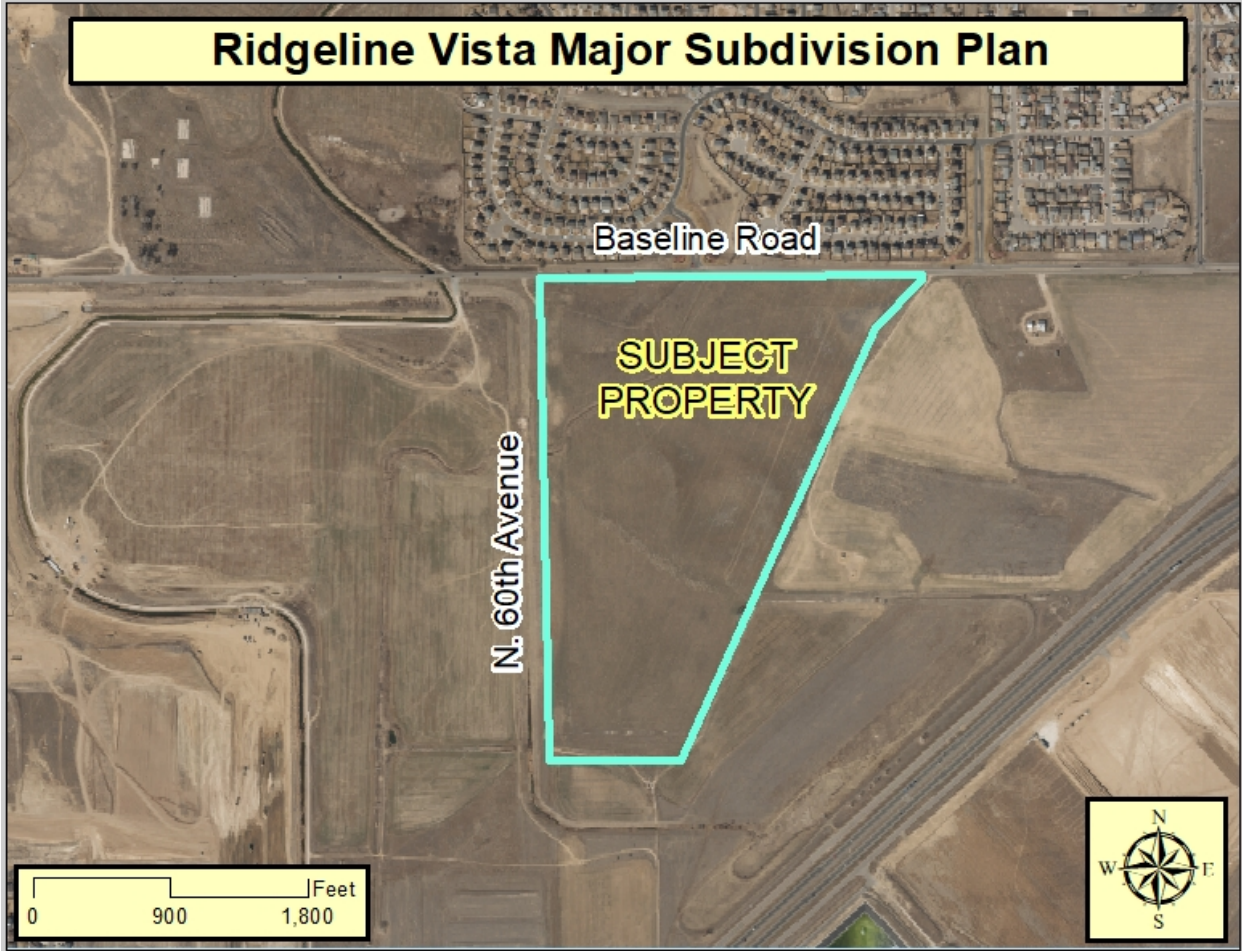 Ridgeline Vista Major Subdivision Plan
Baseline Road
SUBJECT
PROPERTY
N. 60th Avenue
Feet
0 900 1,800
N
W E
S